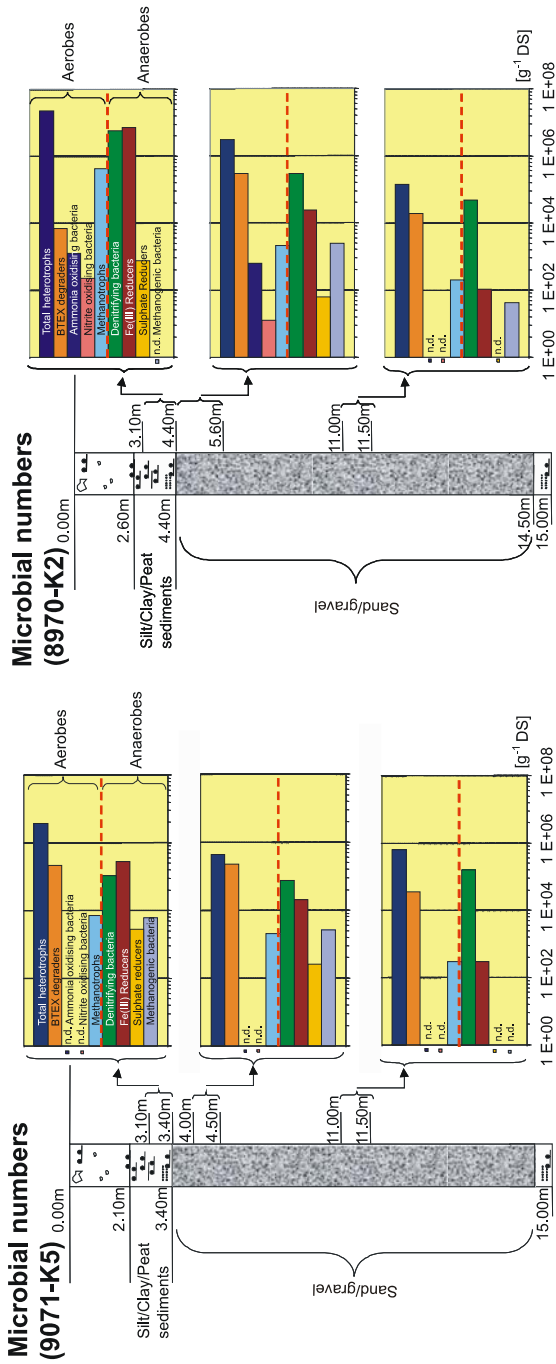 Microbial numbers
(9071-K5)
0.00m
2.10m
Silt/Clay/Peat
sediments
3.40m
Sand/gravel
15.00m
3.10m
3.40m
4.00m
4.50m
11.00m
11.50m
Total heterotrophs
BTEX degraders
n.d. Ammonia oxidising bacteria
n.d. Nitrite oxidising bacteria
Methanotrophs
Denitrifying bacteria
Fe(III) Reducers
Sulphate reducers
Methanogenic bacteria
Aerobes
Anaerobes
n.d.
n.d.
n.d.
n.d.
n.d.
n.d.
[g-1 DS]
1 E+00 1 E+02 1 E+04 1 E+06 1 E+08
Microbial numbers
(8970-K2)
0.00m
2.60m
Silt/Clay/Peat
sediments
4.40m
Sand/gravel
14.50m
15.00m
3.10m
4.40m
5.60m
11.00m
11.50m
Total heterotrophs
BTEX degraders
Ammonia oxidising bacteria
Nitrite oxidising bacteria
Methanotrophs
Denitrifying bacteria
Fe(III) Reducers
Sulphate Reducers
n.d. Methanogenic bacteria
Aerobes
Anaerobes
n.d.
n.d.
n.d.
[g-1 DS]
1 E+00 1 E+02 1 E+04 1 E+06 1 E+08